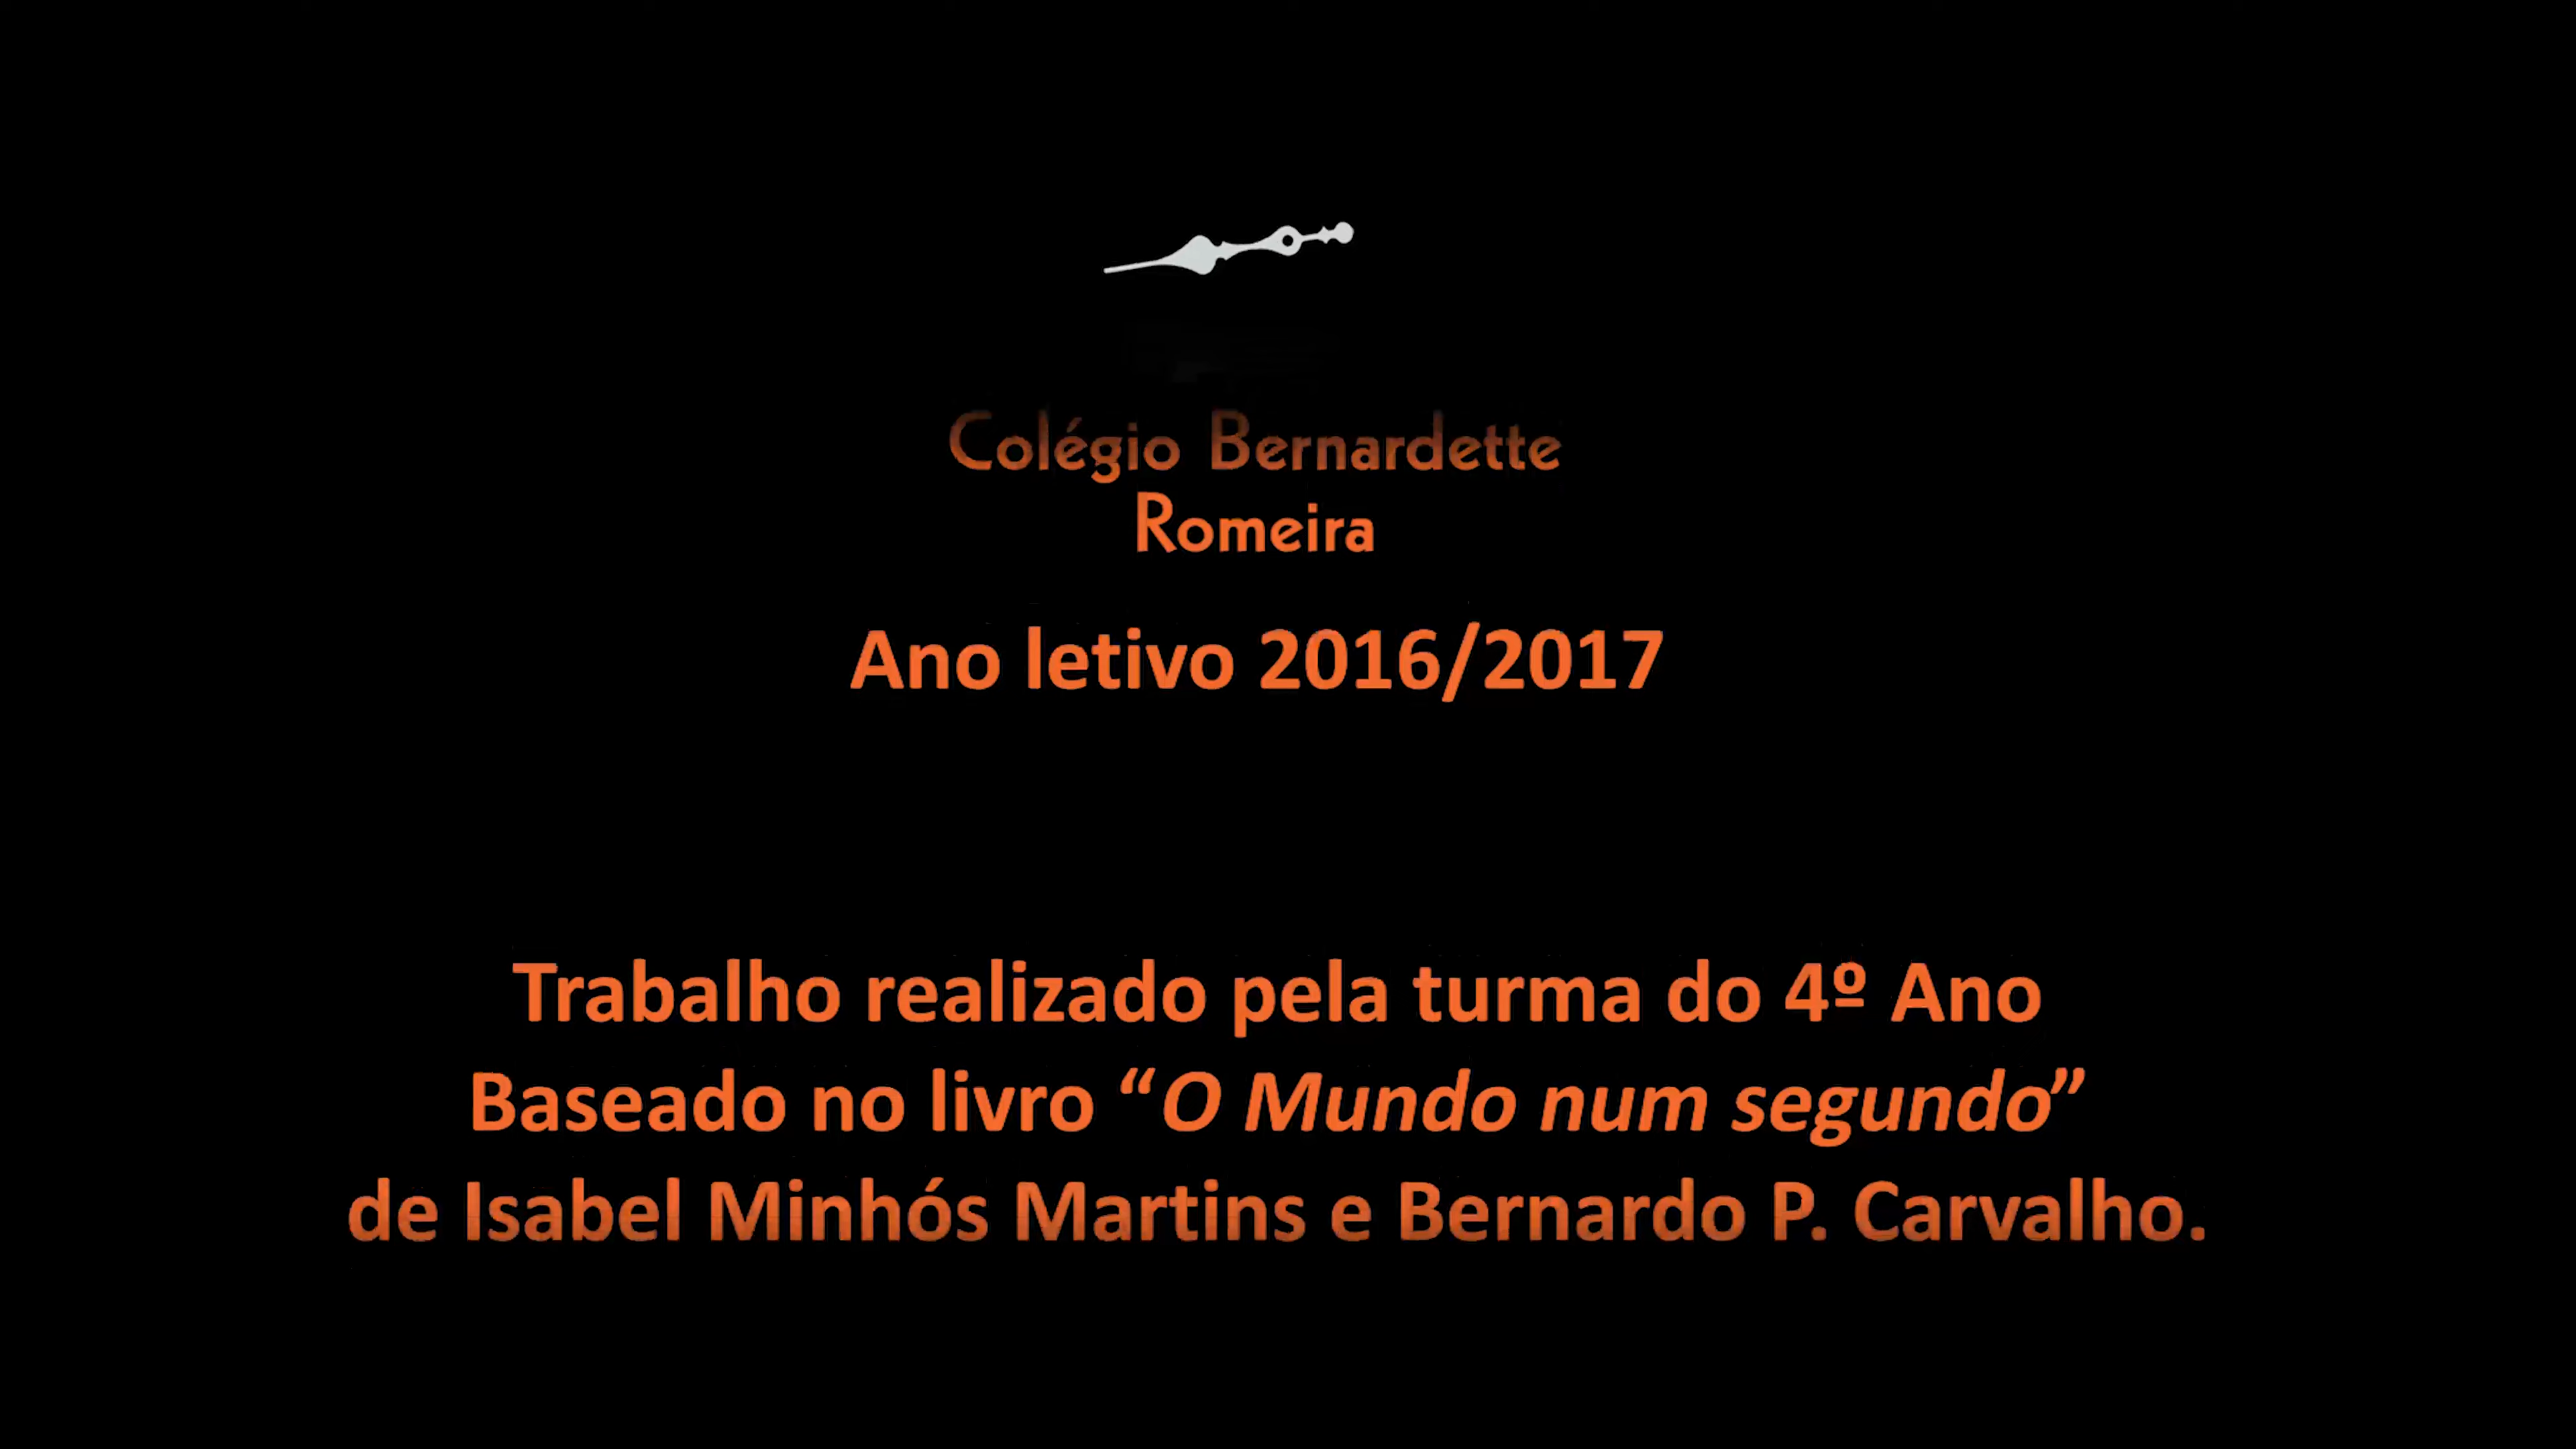 Colégio Bernardette
Romeira
Ano letivo 2016/2017
Trabalho realizado pela turma do 4º Ano
Baseado no livro “O Mundo num segundo”
de Isabel Minhós Martins e Bernardo P. Carvalho.